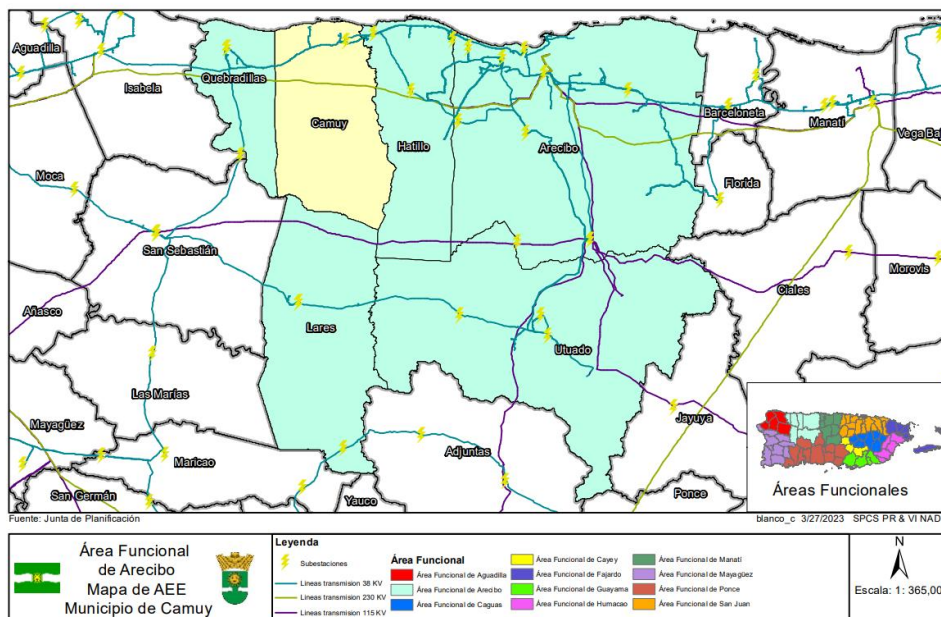 Aguadilla
Isabela
Quebradillas
Camuy
Hatillo
Arecibo
Barceloneta
Manatí
Vega Baj
Florida
Moca
San Sebastián
Añasco
Lares
Utuado
Ciales
Morovis
Las Marías
Mayagüez
Maricao
San Germán
Yauco
Adjuntas
Jayuya
Ponce
Áreas Funcionales
Fuente: Junta de Planificación
blanco_c 3/27/2023 SPCS PR & VI NAD
Área Funcional
de Arecibo
Mapa de AEE
Municipio de Camuy
Leyenda
Subestaciones
Lineas transmision 38 KV
Lineas transmision 230 KV
Lineas transmision 115 KV
Área Funcional
Área Funcional de Aguadilla
Área Funcional de Arecibo
Área Funcional de Caguas
Área Funcional de Cayey
Área Funcional de Fajardo
Área Funcional de Guayama
Área Funcional de Humacao
Área Funcional de Manatí
Área Funcional de Mayagüez
Área Funcional de Ponce
Área Funcional de San Juan
N
Escala: 1: 365,00